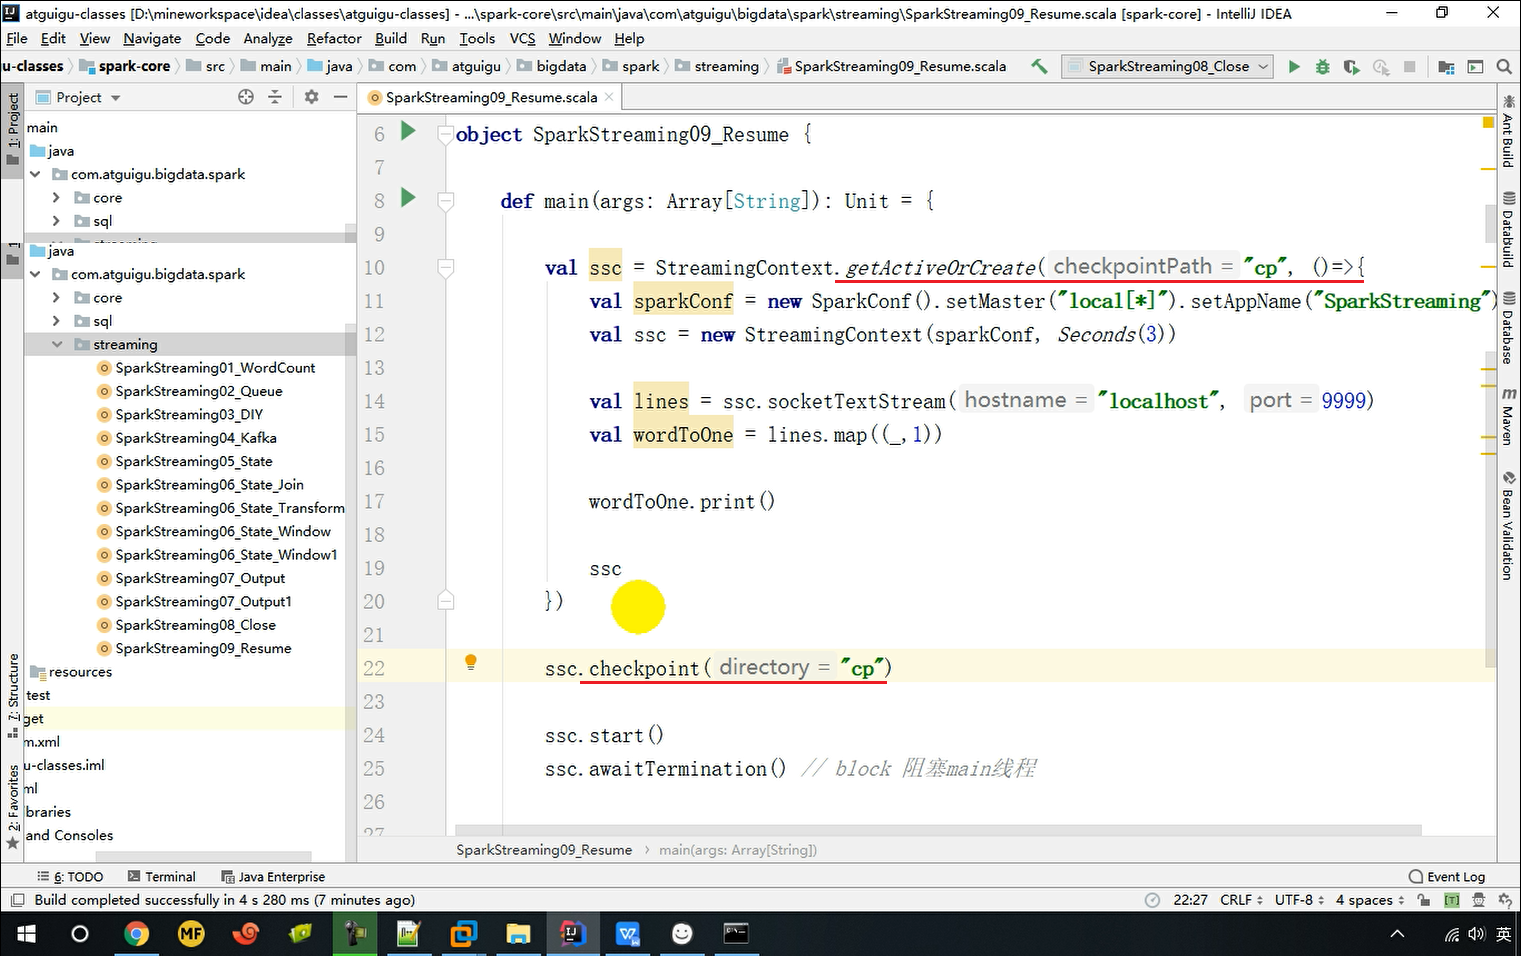 atguigu-classes [D:\mineworkspace\idea\classes\atguigu-classes] - ...\spark-core\src\main\java\com\atguigu\bigdata\spark\streaming\SparkStreaming09_Resume.scala [spark-core] - IntelliJ IDEA
File Edit View Navigate Code Analyze Refactor Build Run Tools VCS Window Help
u-classes spark-core src main java com atguigu bigdata spark streaming SparkStreaming09_Resume.scala SparkStreaming08_Close
1: Project
Project
SparkStreaming09_Resume.scala
main
java
com.atguigu.bigdata.spark
core
sql
java
com.atguigu.bigdata.spark
core
sql
streaming
SparkStreaming01_WordCount
SparkStreaming02_Queue
SparkStreaming03_DIY
SparkStreaming04_Kafka
SparkStreaming05_State
SparkStreaming06_State_Join
SparkStreaming06_State_Transform
SparkStreaming06_State_Window
SparkStreaming06_State_Window1
SparkStreaming07_Output
SparkStreaming07_Output1
SparkStreaming08_Close
SparkStreaming09_Resume
resources
test
get
m.xml
u-classes.iml
ml
braries
and Consoles
7: Structure
2: Favorites
6 object SparkStreaming09_Resume {
7
8 def main(args: Array[String]): Unit = {
9
10 val ssc = StreamingContext.getActiveOrCreate( checkpointPath = "cp", ()=>{
11 val sparkConf = new SparkConf().setMaster("local[*]").setAppName("SparkStreaming")
12 val ssc = new StreamingContext(sparkConf, Seconds(3))
13
14 val lines = ssc.socketTextStream( hostname = "localhost", port = 9999)
15 val wordToOne = lines.map((_,1))
16
17 wordToOne.print()
18
19 ssc
20 })
21
22 ssc.checkpoint( directory = "cp")
23
24 ssc.start()
25 ssc.awaitTermination() // block 阻塞main线程
26
27
SparkStreaming09_Resume main(args: Array[String])
Ant Build
Databuild
Database
m Maven
Bean Validation
6: TODO Terminal Java Enterprise Event Log
Build completed successfully in 4 s 280 ms (7 minutes ago) 22:27 CRLF UTF-8 4 spaces [T]
MF
英